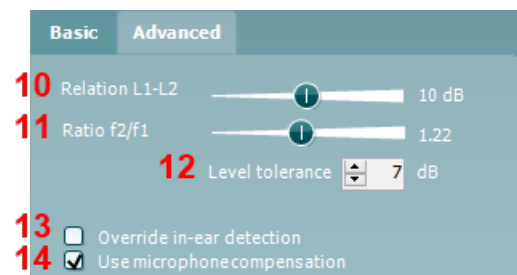 Basic Advanced
10 Relation L1-L2 10 dB
11 Ratio f2/f1 1.22
12 Level tolerance 7 dB
13 Override in-ear detection
14 Use microphone compensation